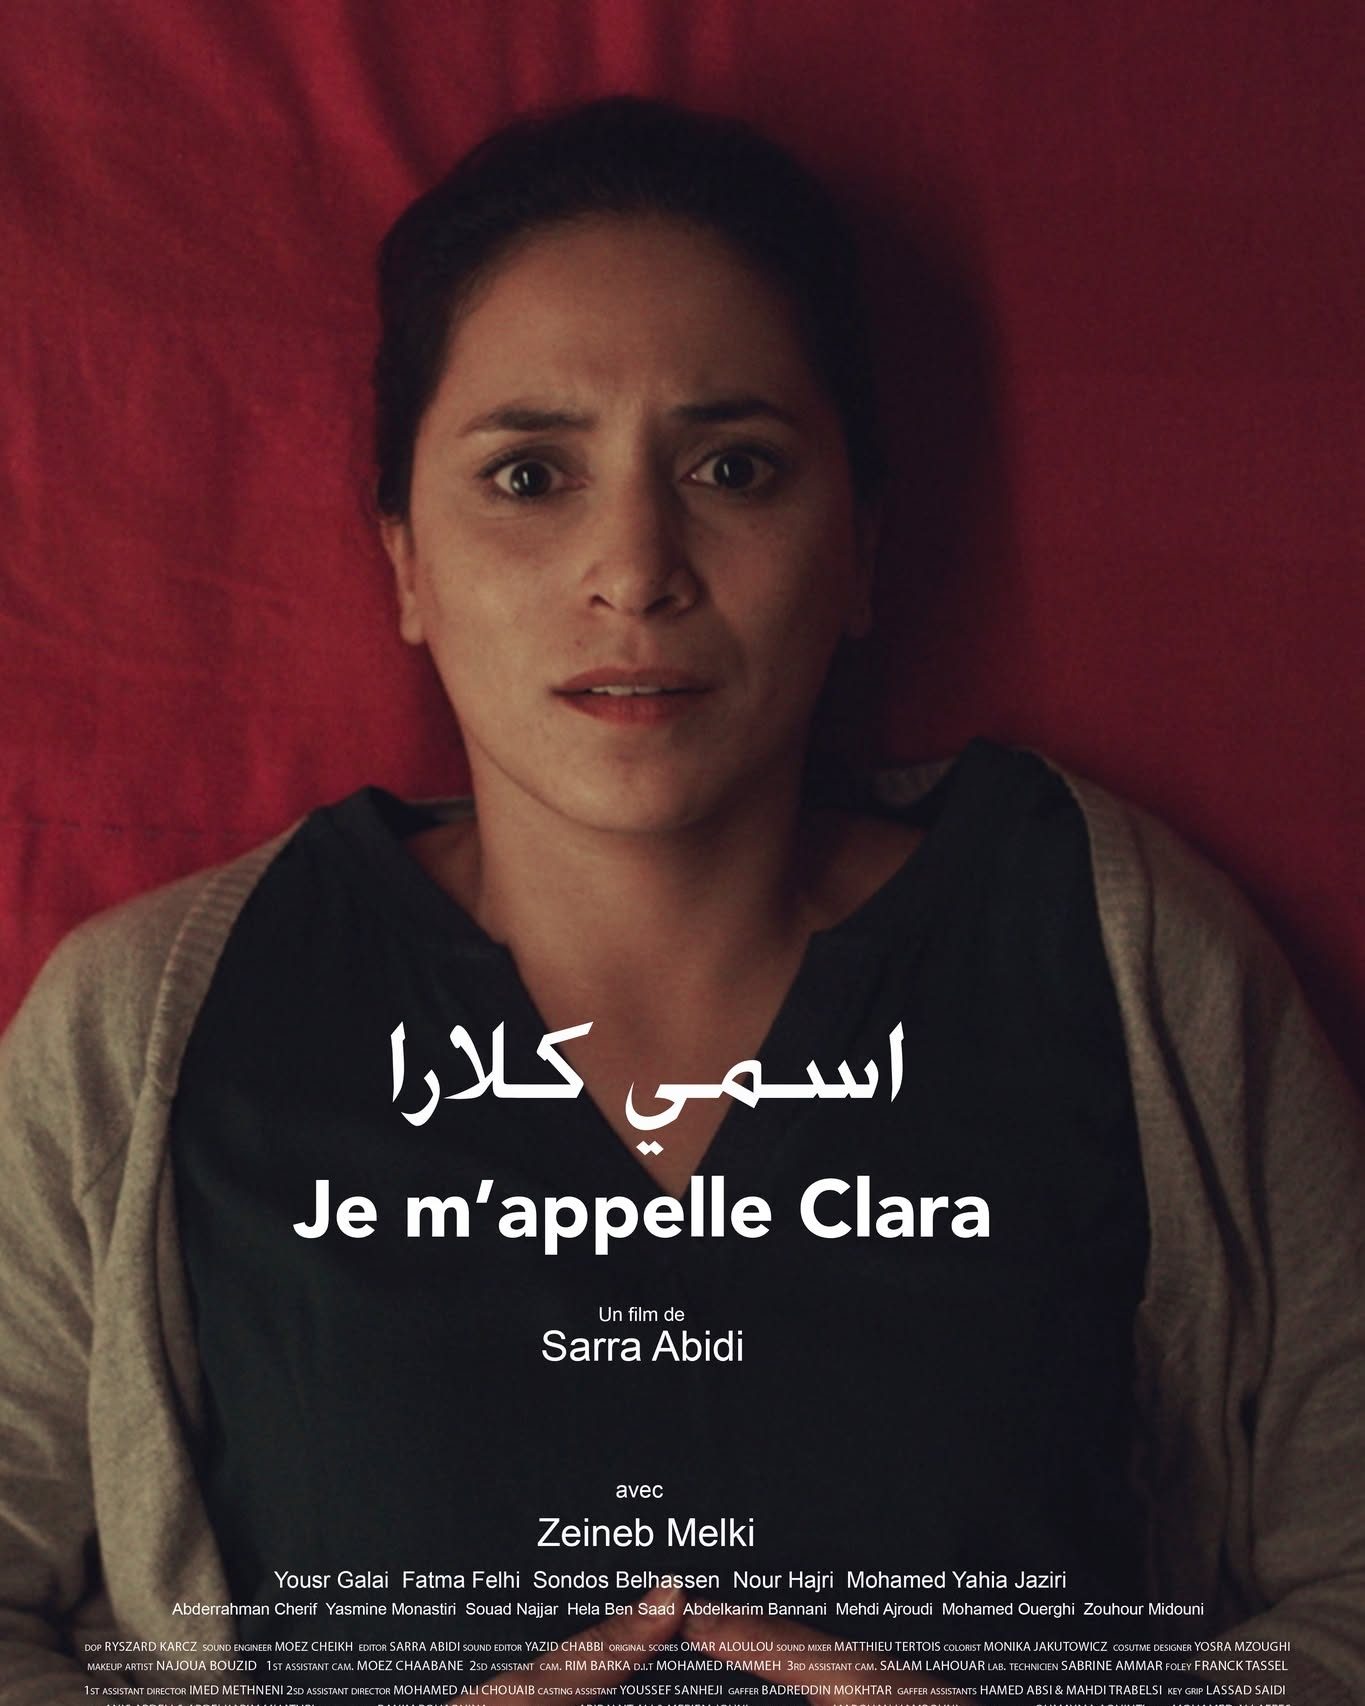 اسمي كلارا
Je m'appelle Clara
Un film de
Sarra Abidi
avec
Zeineb Melki
Yousr Galai Fatma Felhi Sondos Belhassen Nour Hajri Mohamed Yahia Jaziri
Abderrahman Cherif Yasmine Monastiri Souad Najjar Hela Ben Saad Abdelkarim Bannani Mehdi Ajroudi Mohamed Ouerghi Zouhour Midouni
DOP RYSZARD KARCZ SOUND ENGINEER MOEZ CHEIKH EDITOR SARRA ABIDI SOUND EDITOR YAZID CHABBI ORIGINAL SCORES OMAR ALOULOU SOUND MIXER MATTHIEU TERTOIS COLORIST MONIKA JAKUTOWICZ COSUTME DESIGNER YOSRA MZOUGHI
MAKEUP ARTIST NAJOUA BOUZID 1ST ASSISTANT CAM. MOEZ CHAABANE 2SD ASSISTANT CAM. RIM BARKA D.I.T MOHAMED RAMMEH 3RD ASSISTANT CAM. SALAM LAHOUAR LAB. TECHNICIEN SABRINE AMMAR FOLEY FRANCK TASSEL
1ST ASSISTANT DIRECTOR IMED METHNENI 2SD ASSISTANT DIRECTOR MOHAMED ALI CHOUAIB CASTING ASSISTANT YOUSSEF SANHEJI GAFFER BADREDDIN MOKHTAR GAFFER ASSISTANTS HAMED ABSI & MAHDI TRABELSI KEY GRIP LASSAD SAIDI